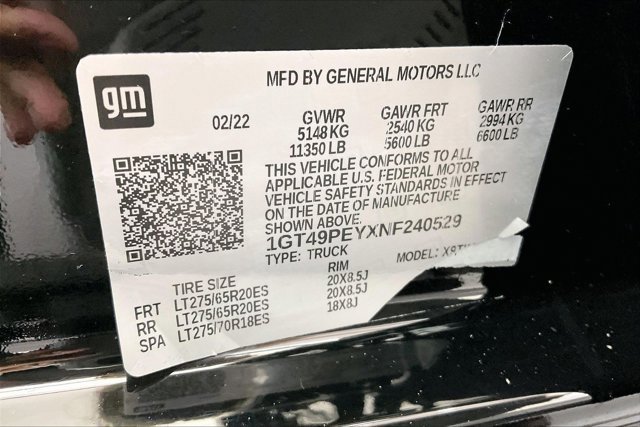 gm
MFD BY GENERAL MOTORS LLC
02/22
GVWR GAWR FRT GAWR RR
5148 KG 2540 KG 2994 KG
11350 LB 5600 LB 6600 LB
THIS VEHICLE CONFORMS TO ALL
APPLICABLE U.S. FEDERAL MOTOR
VEHICLE SAFETY STANDARDS IN EFFECT
ON THE DATE OF MANUFACTURE
SHOWN ABOVE.
1GT49PEYXNF240529
TYPE: TRUCK MODEL:
TIRE SIZE RIM
FRT LT275/65R20ES 20X8.5J
RR LT275/65R20ES 20X8.5J
SPA LT275/70R18ES 18X8J